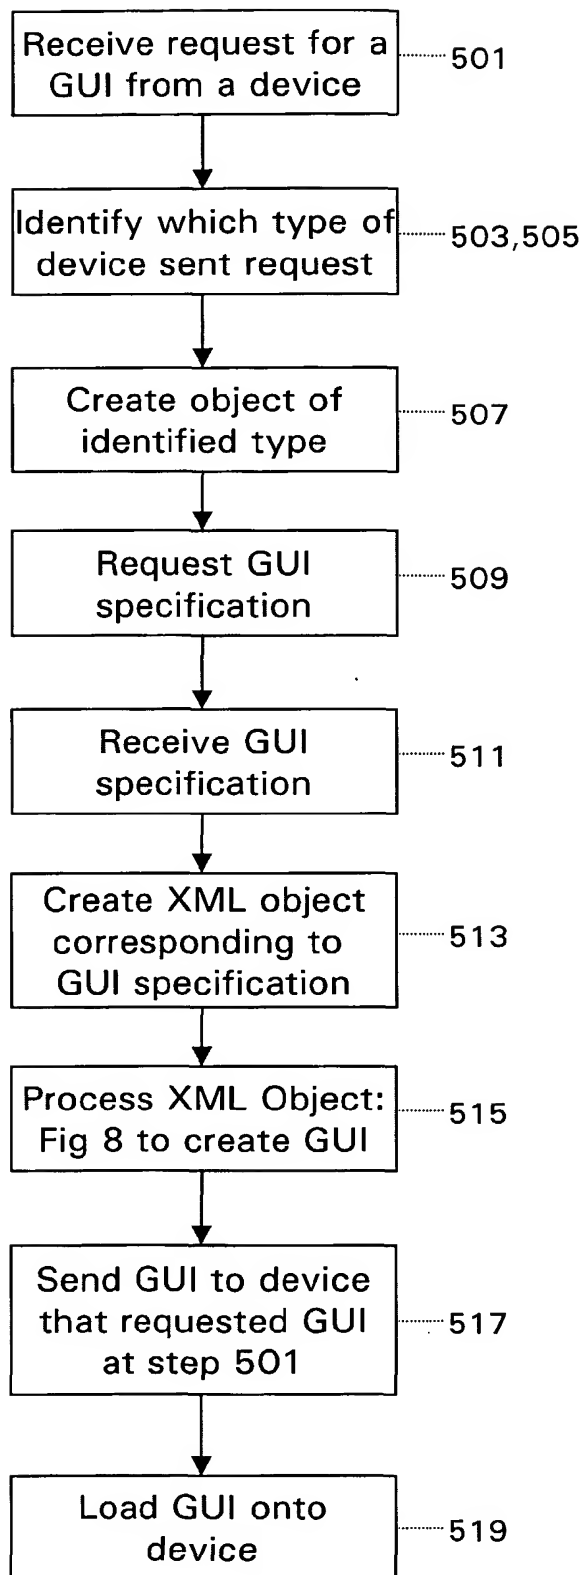 Receive request for a
GUI from a device
501
Identify which type of
device sent request
503,505
Create object of
identified type
507
Request GUI
specification
509
Receive GUI
specification
511
Create XML object
corresponding to
GUI specification
513
Process XML Object:
Fig 8 to create GUI
515
Send GUI to device
that requested GUI
at step 501
517
Load GUI onto
device
519